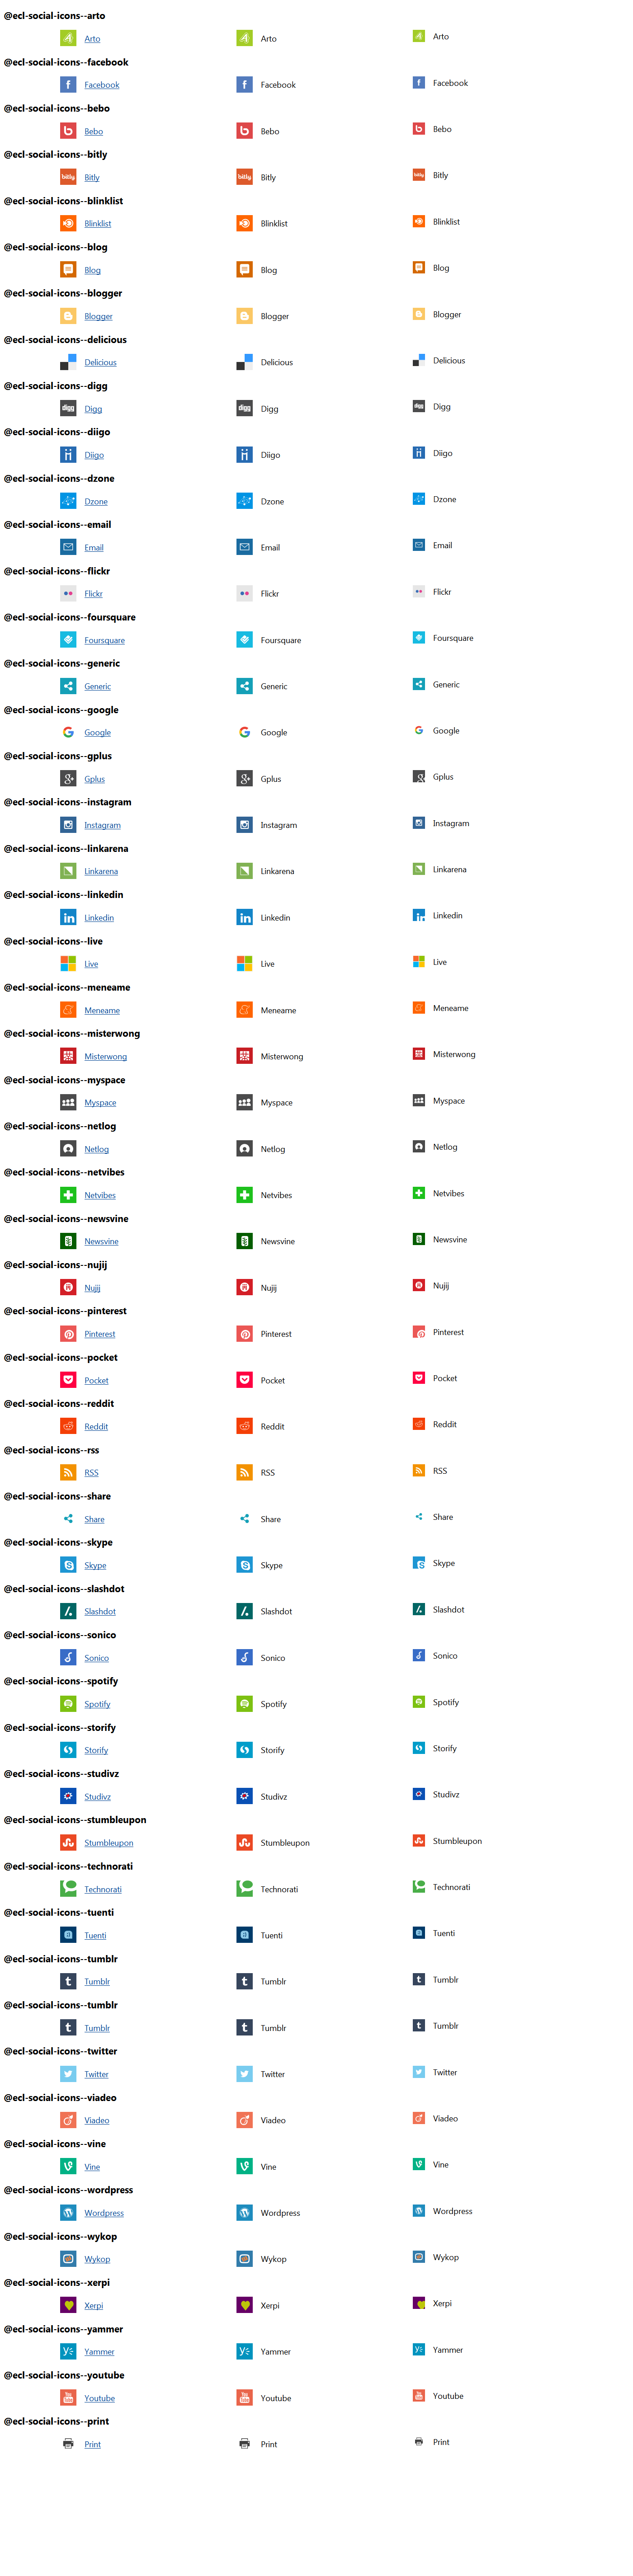 @ecl-social-icons--arto
Arto Arto Arto
@ecl-social-icons--facebook
Facebook Facebook Facebook
@ecl-social-icons--bebo
Bebo Bebo Bebo
@ecl-social-icons--bitly
bitly Bitly bitly Bitly bitly Bitly
@ecl-social-icons--blinklist
Blinklist Blinklist Blinklist
@ecl-social-icons--blog
Blog Blog Blog
@ecl-social-icons--blogger
Blogger Blogger Blogger
@ecl-social-icons--delicious
Delicious Delicious Delicious
@ecl-social-icons--digg
digg Digg digg Digg digg Digg
@ecl-social-icons--diigo
Diigo Diigo Diigo
@ecl-social-icons--dzone
Dzone Dzone Dzone
@ecl-social-icons--email
Email Email Email
@ecl-social-icons--flickr
Flickr Flickr Flickr
@ecl-social-icons--foursquare
Foursquare Foursquare Foursquare
@ecl-social-icons--generic
Generic Generic Generic
@ecl-social-icons--google
Google Google Google
@ecl-social-icons--gplus
Gplus Gplus Gplus
@ecl-social-icons--instagram
Instagram Instagram Instagram
@ecl-social-icons--linkarena
Linkarena Linkarena Linkarena
@ecl-social-icons--linkedin
in Linkedin in Linkedin in Linkedin
@ecl-social-icons--live
Live Live Live
@ecl-social-icons--meneame
Meneame Meneame Meneame
@ecl-social-icons--misterwong
Misterwong Misterwong Misterwong
@ecl-social-icons--myspace
Myspace Myspace Myspace
@ecl-social-icons--netlog
Netlog Netlog Netlog
@ecl-social-icons--netvibes
Netvibes Netvibes Netvibes
@ecl-social-icons--newsvine
Newsvine Newsvine Newsvine
@ecl-social-icons--nujij
Nujij Nujij Nujij
@ecl-social-icons--pinterest
Pinterest Pinterest Pinterest
@ecl-social-icons--pocket
Pocket Pocket Pocket
@ecl-social-icons--reddit
Reddit Reddit Reddit
@ecl-social-icons--rss
RSS RSS RSS
@ecl-social-icons--share
Share Share Share
@ecl-social-icons--skype
Skype Skype Skype
@ecl-social-icons--slashdot
Slashdot Slashdot Slashdot
@ecl-social-icons--sonico
Sonico Sonico Sonico
@ecl-social-icons--spotify
Spotify Spotify Spotify
@ecl-social-icons--storify
Storify Storify Storify
@ecl-social-icons--studivz
Studivz Studivz Studivz
@ecl-social-icons--stumbleupon
Stumbleupon Stumbleupon Stumbleupon
@ecl-social-icons--technorati
Technorati Technorati Technorati
@ecl-social-icons--tuenti
Tuenti Tuenti Tuenti
@ecl-social-icons--tumblr
Tumblr Tumblr Tumblr
@ecl-social-icons--tumblr
Tumblr Tumblr Tumblr
@ecl-social-icons--twitter
Twitter Twitter Twitter
@ecl-social-icons--viadeo
Viadeo Viadeo Viadeo
@ecl-social-icons--vine
Vine Vine Vine
@ecl-social-icons--wordpress
Wordpress Wordpress Wordpress
@ecl-social-icons--wykop
Wykop Wykop Wykop
@ecl-social-icons--xerpi
Xerpi Xerpi Xerpi
@ecl-social-icons--yammer
Yammer Yammer Yammer
@ecl-social-icons--youtube
You Tube Youtube You Tube Youtube You Tube Youtube
@ecl-social-icons--print
Print Print Print